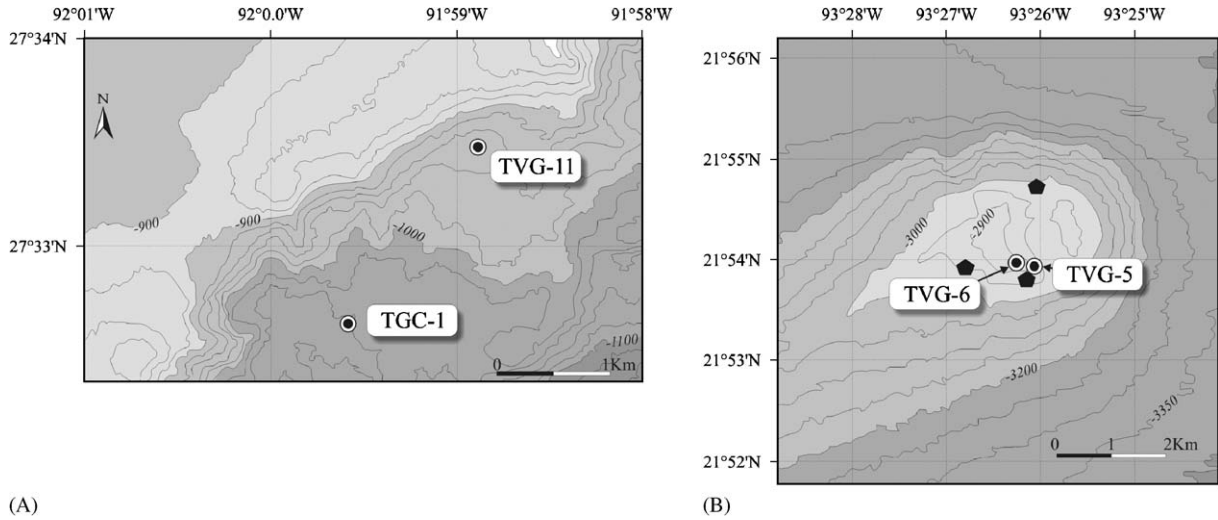 92°01'W 92°0.0'W 91°59'W 91°58'W
27°34'N
27°33'N
N
TVG-11
-900
-900
-1000
TGC-1
-1100
0 1Km
(A)
93°28'W 93°27'W 93°26'W 93°25'W
21°56'N
21°55'N
21°54'N
21°53'N
21°52'N
-3000
-2900
TVG-6
TVG-5
-3200
-3350
0 1 2Km
(B)